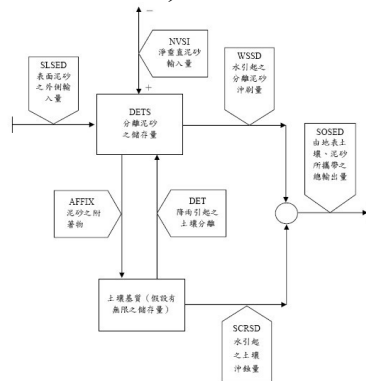 NVSI
淨垂直泥砂
輸入量
SLSED
表面泥砂
之外側輸
入量
WSSD
水引起之
分離泥砂
沖刷量
DETS
分離泥砂
之儲存量
SOSED
由地表土
壤、泥砂
所攜帶之
總輸出量
AFFIX
泥砂之附
著物
DET
降雨引起之
土壤分離
土壤基質（假設有
無限之儲存量）
SCRSD
水引起
之土壤
沖蝕量